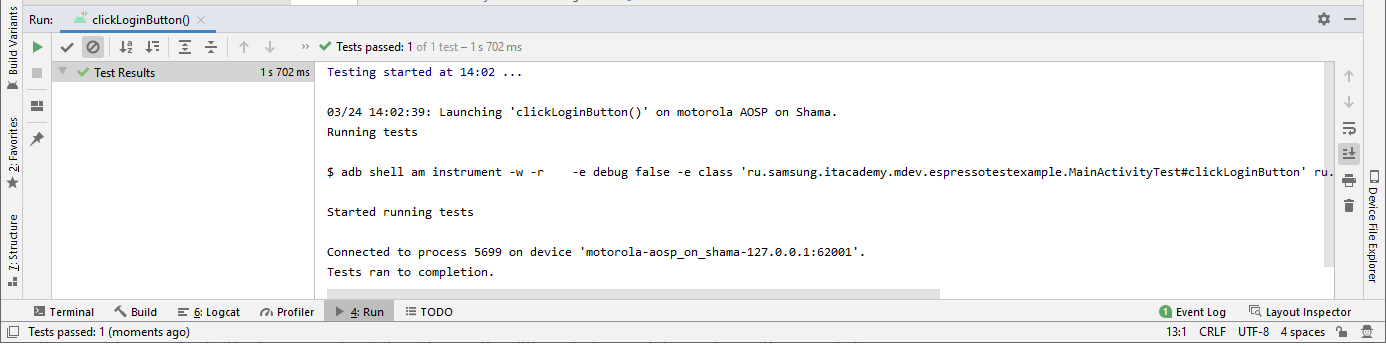 Run: clickLoginButton()
Tests passed: 1 of 1 test – 1 s 702 ms
Test Results 1 s 702 ms
Testing started at 14:02 ...
03/24 14:02:39: Launching 'clickLoginButton()' on motorola AOSP on Shama.
Running tests
$ adb shell am instrument -w -r    -e debug false -e class 'ru.samsung.itacademy.mdev.espressotestexample.MainActivityTest#clickLoginButton' ru.
Started running tests
Connected to process 5699 on device 'motorola-aosp_on_shama-127.0.0.1:62001'.
Tests ran to completion.
Build Variants
2: Favorites
7: Structure
Device File Explorer
Terminal Build 6: Logcat Profiler 4: Run TODO 1 Event Log Layout Inspector
Tests passed: 1 (moments ago) 13:1 CRLF UTF-8 4 spaces